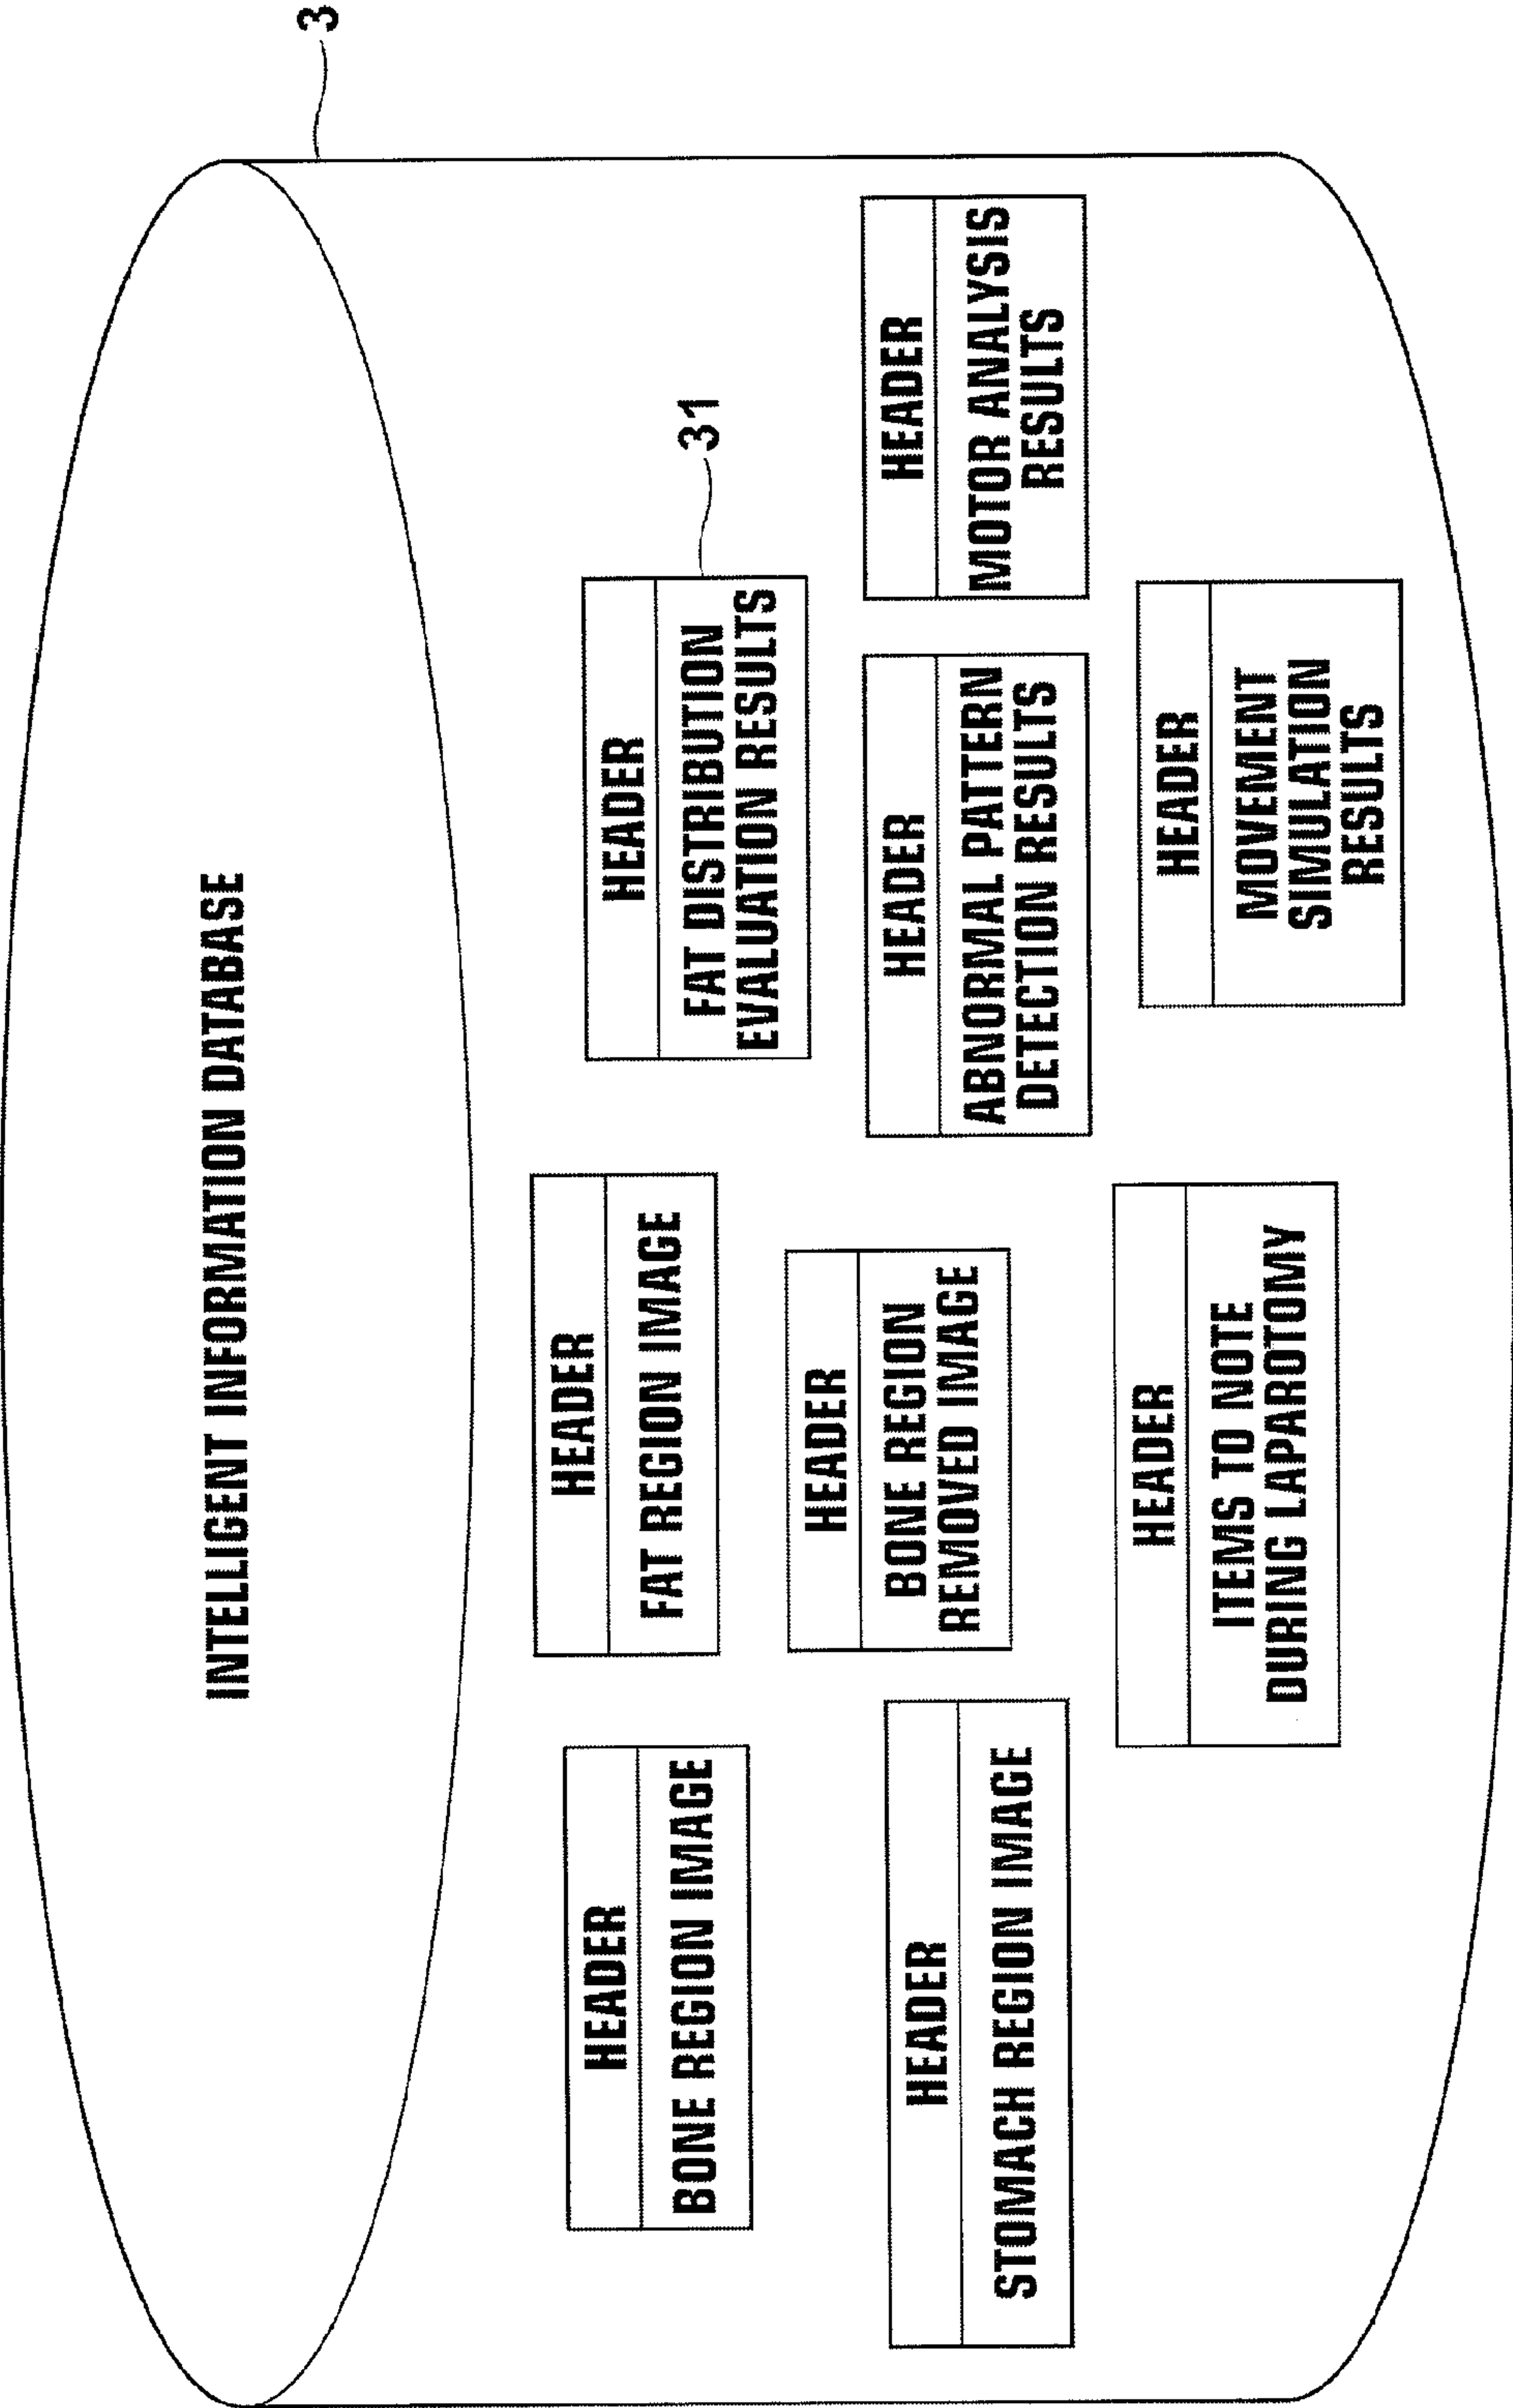 3
INTELLIGENT INFORMATION DATABASE
HEADER
BONE REGION IMAGE
HEADER
FAT REGION IMAGE
HEADER
FAT DISTRIBUTION
EVALUATION RESULTS
31
HEADER
STOMACH REGION IMAGE
HEADER
BONE REGION
REMOVED IMAGE
HEADER
ABNORMAL PATTERN
DETECTION RESULTS
HEADER
MOTOR ANALYSIS
RESULTS
HEADER
ITEMS TO NOTE
DURING LAPAROTOMY
HEADER
MOVEMENT
SIMULATION
RESULTS